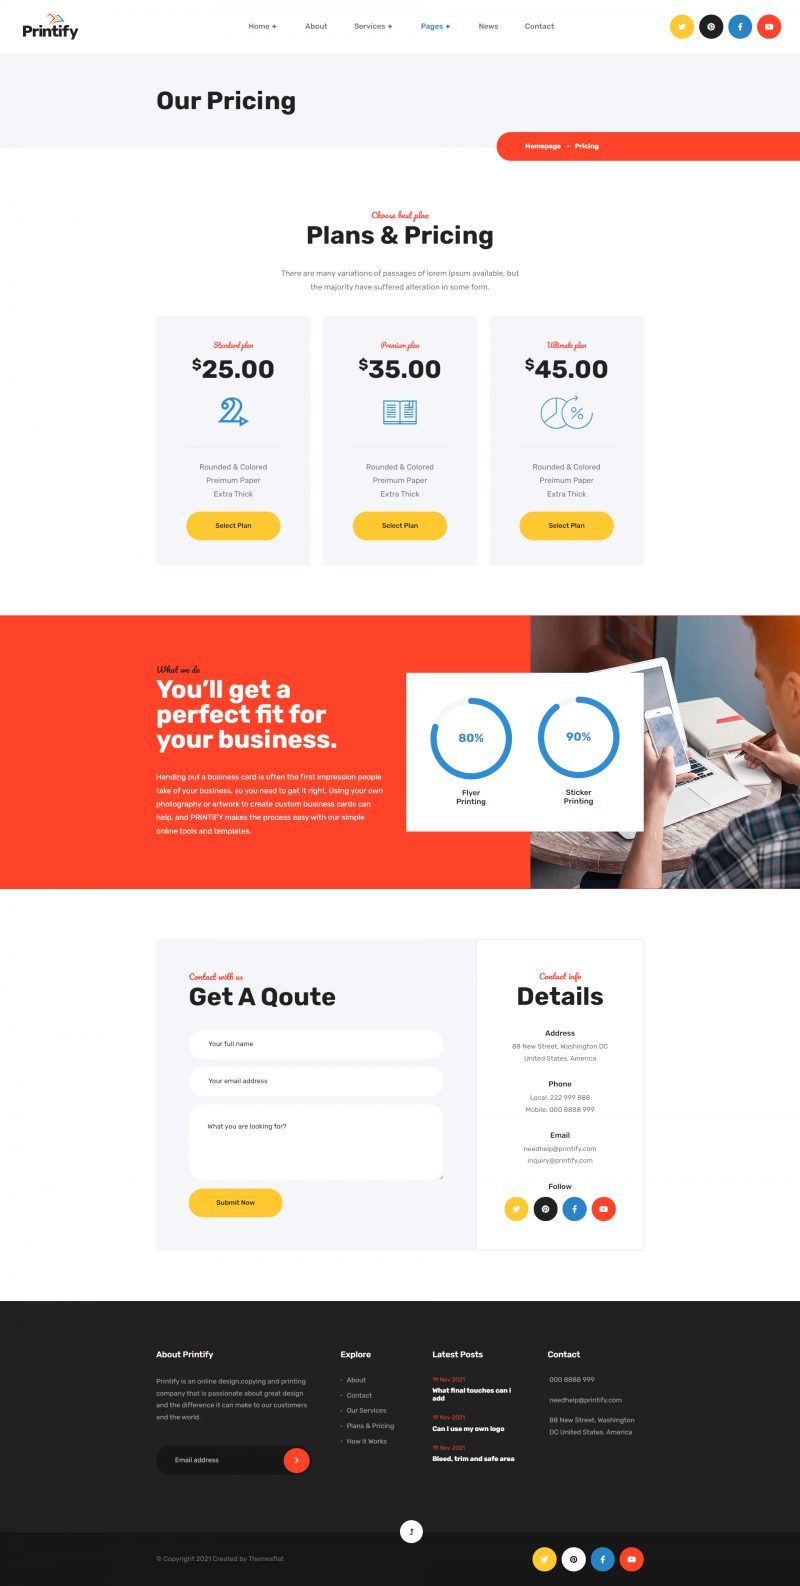 Printify
Home +
About
Services +
Pages +
News
Contact
Our Pricing
Homepage – Pricing
Choose best plan
Plans & Pricing
There are many variations of passages of lorem Ipsum available, but
the majority have suffered alteration in some form.
Standard plan
$25.00
Rounded & Colored
Preimum Paper
Extra Thick
Select Plan
Premium plan
$35.00
Rounded & Colored
Preimum Paper
Extra Thick
Select Plan
Ultimate plan
$45.00
%
Rounded & Colored
Preimum Paper
Extra Thick
Select Plan
What we do
You'll get a
perfect fit for
your business.
Handing out a business card is often the first impression people
take of your business, so you need to get it right. Using your own
photography or artwork to create custom business cards can
help, and PRINTIFY makes the process easy with our simple
online tools and templates.
80%
Flyer
Printing
90%
Sticker
Printing
Contact with us
Get A Qoute
Your full name
Your email address
What you are looking for?
Submit Now
Contact info
Details
Address
88 New Street, Washington DC
United States, America
Phone
Local: 222 999 888
Mobile: 000 8888 999
Email
needhelp@printify.com
inquiry@printify.com
Follow
About Printify
Printify is an online design,copying and printing
company that is passionate about great design
and the difference it can make to our customers
and the world.
Email address
Explore
About
Contact
Our Services
Plans & Pricing
How it Works
Latest Posts
19 Nov 2021
What final touches can i
add
19 Nov 2021
Can I use my own logo
19 Nov 2021
Bleed, trim and safe area
Contact
000 8888 999
needhelp@printify.com
88 New Street, Washington
DC United States, America
© Copyright 2021 Created by Themesflat